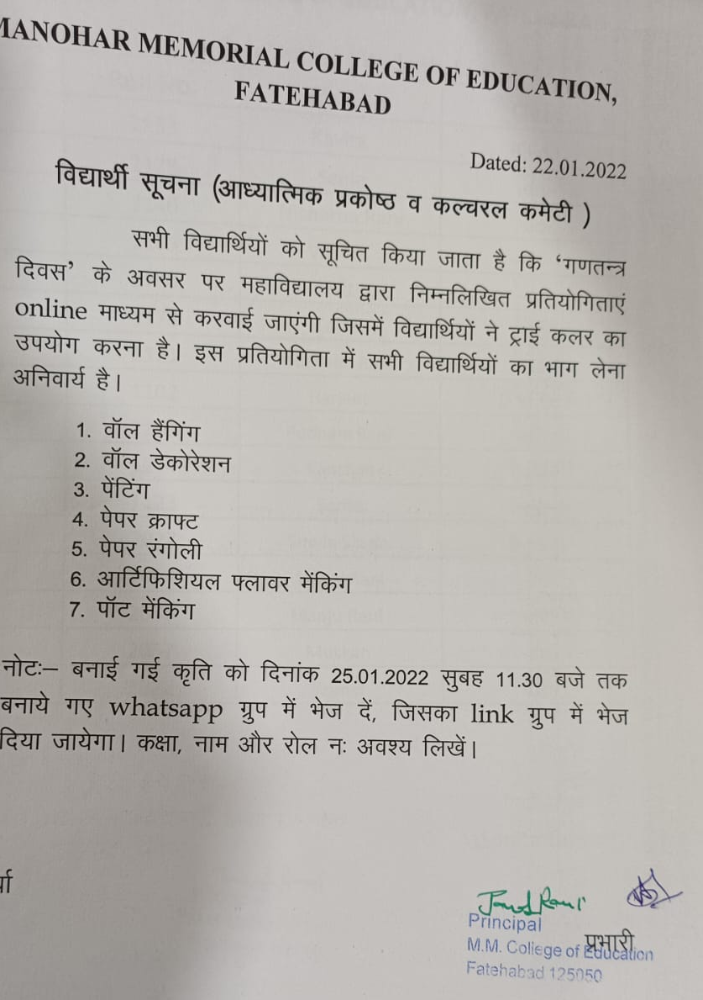 MANOHAR MEMORIAL COLLEGE OF EDUCATION,
FATEHABAD
Dated: 22.01.2022
विद्यार्थी सूचना (आध्यात्मिक प्रकोष्ठ व कल्चरल कमेटी )
सभी विद्यार्थियों को सूचित किया जाता है कि ‘गणतन्त्र
दिवस’ के अवसर पर महाविद्यालय द्वारा निम्नलिखित प्रतियोगिताएं
online माध्यम से करवाई जाएंगी जिसमें विद्यार्थियों ने ट्राई कलर का
उपयोग करना है। इस प्रतियोगिता में सभी विद्यार्थियों का भाग लेना
अनिवार्य है।
1. वॉल हैंगिंग
2. वॉल डेकोरेशन
3. पेंटिंग
4. पेपर क्राफ्ट
5. पेपर रंगोली
6. आर्टिफिशियल फ्लावर मेंकिंग
7. पॉट मेंकिंग
नोटः– बनाई गई कृति को दिनांक 25.01.2022 सुबह 11.30 बजे तक
बनाये गए whatsapp ग्रुप में भेज दें, जिसका link ग्रुप में भेज
दिया जायेगा। कक्षा, नाम और रोल नः अवश्य लिखें।
Principal
प्रभारी
M.M. College of Education
Fatehabad 125050